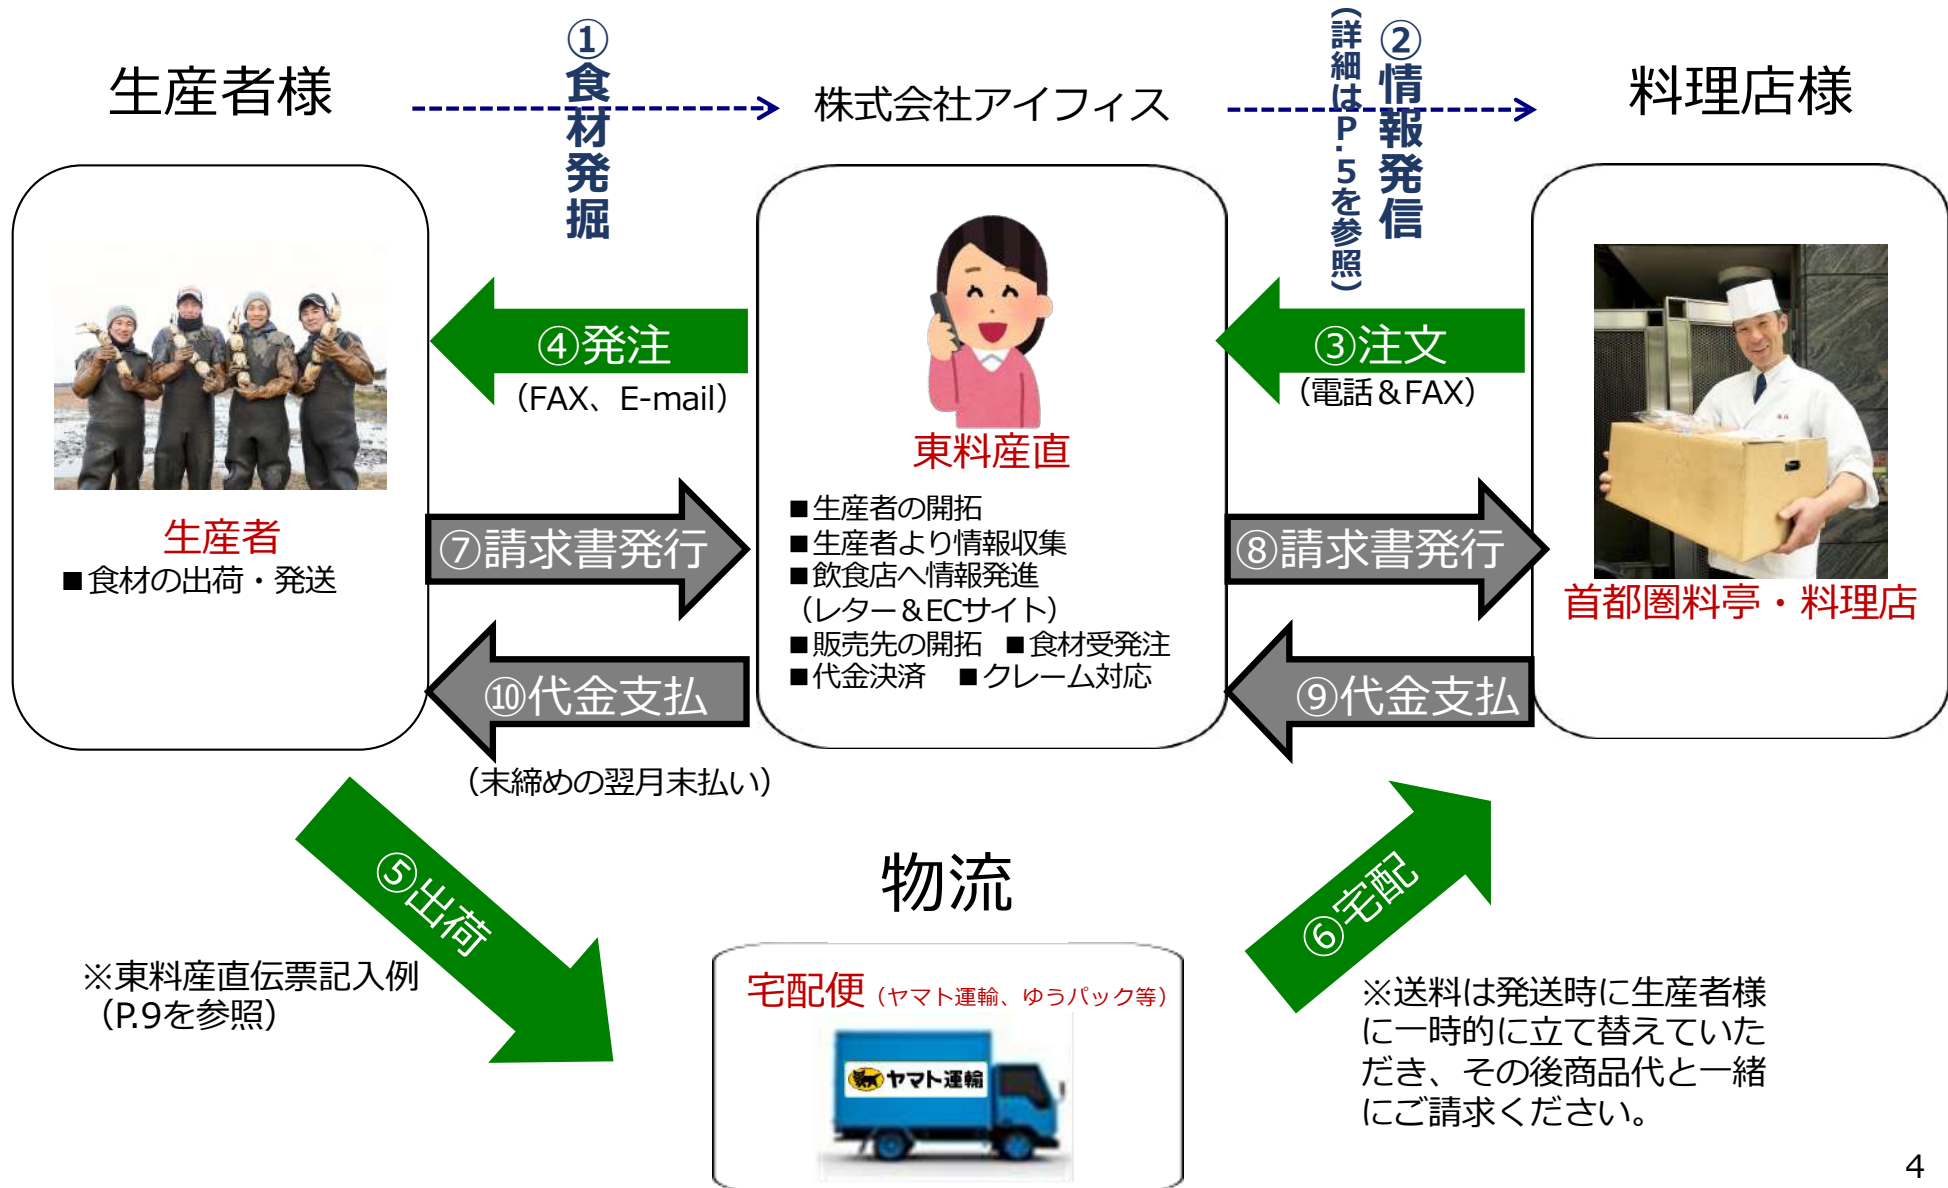 生産者様
①食材発掘
株式会社アイフィス
②情報発信
(詳細はP.5を参照)
料理店様
④発注
(FAX、E-mail)
③注文
(電話&FAX)
生産者
■食材の出荷・発送
東料産直
■生産者の開拓
■生産者より情報収集
■飲食店へ情報発進
(レター&ECサイト)
■販売先の開拓 ■食材受発注
■代金決済 ■クレーム対応
首都圏料亭・料理店
⑦請求書発行
⑧請求書発行
⑩代金支払
⑨代金支払
(末締めの翌月末払い)
⑤出荷
※東料産直伝票記入例
(P.9を参照)
物流
宅配便(ヤマト運輸、ゆうパック等)
ヤマト運輸
⑥宅配
※送料は発送時に生産者様
に一時的に立て替えていた
だき、その後商品代と一緒
にご請求ください。
4